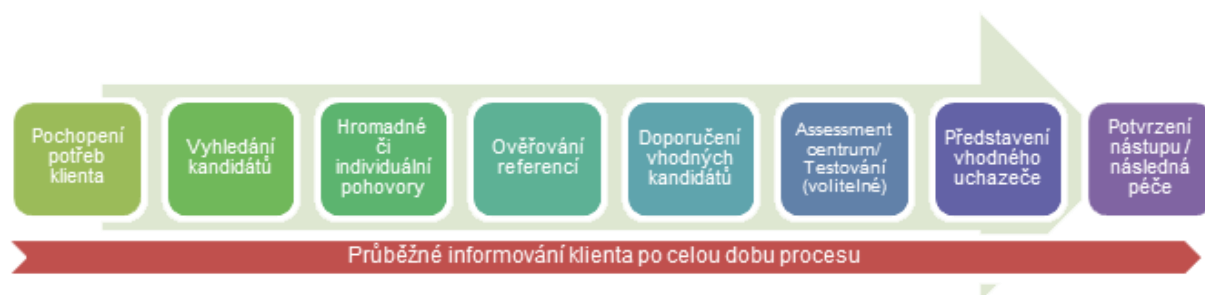 Pochopení
potřeb
klienta
Vyhledání
kandidátů
Hromadné
či
individuální
pohovory
Ověřování
referencí
Doporučení
vhodných
kandidátů
Assessment
centrum/
Testování
(volitelné)
Představení
vhodného
uchazeče
Potvrzení
nástupu /
následná
péče
Průběžné informování klienta po celou dobu procesu